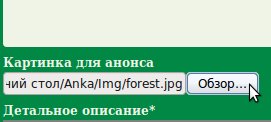 Картинка для анонса
ний стол/Anka/Img/forest.jpg Обзор...
Детальное описание*